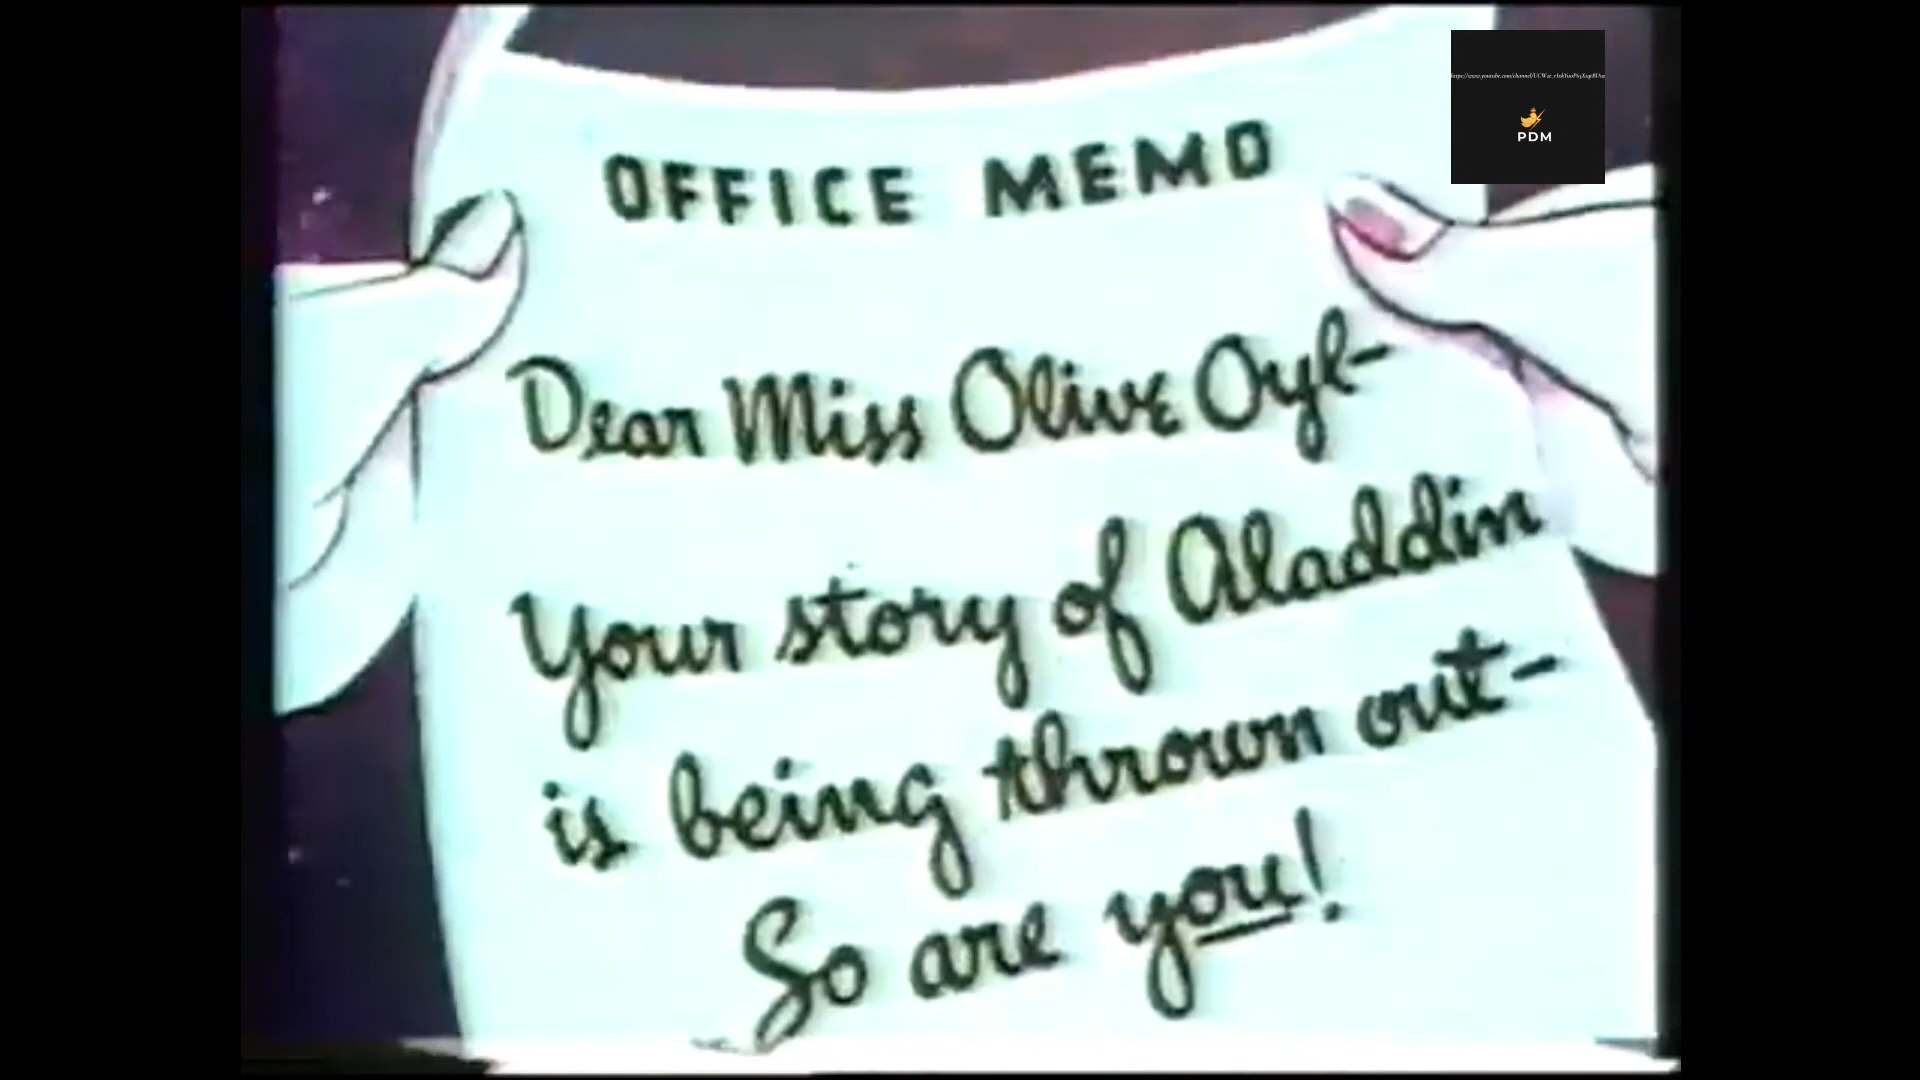 PDM
OFFICE MEMO
Dear Miss Olive Oyl-
Your story of Aladdin
is being thrown out-
So are you!